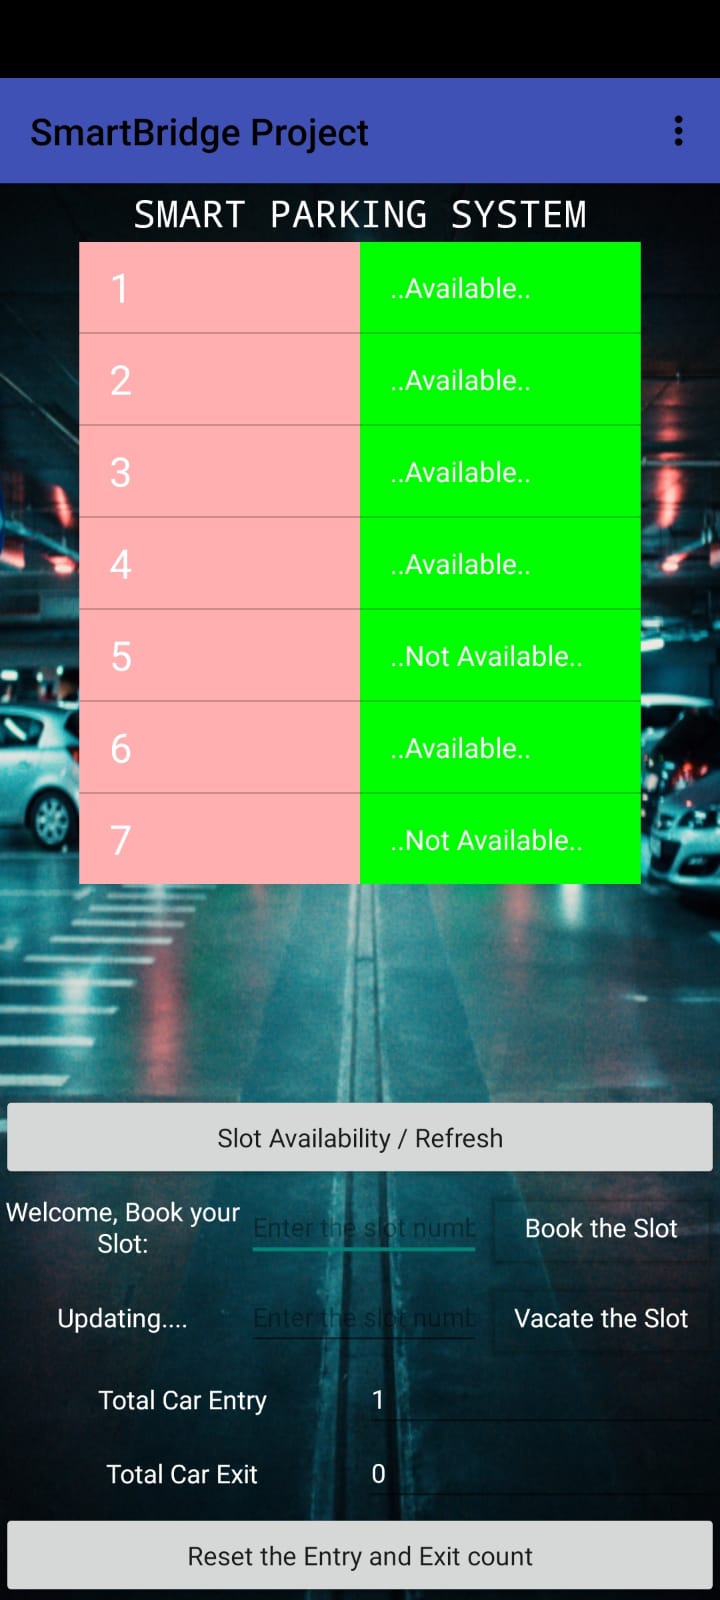 SmartBridge Project
SMART PARKING SYSTEM
1 ..Available..
2 ..Available..
3 ..Available..
4 ..Available..
5 ..Not Available..
6 ..Available..
7 ..Not Available..
Slot Availability / Refresh
Welcome, Book your
Slot:
Enter the slot numb
Book the Slot
Updating....
Enter the slot numb
Vacate the Slot
Total Car Entry 1
Total Car Exit 0
Reset the Entry and Exit count